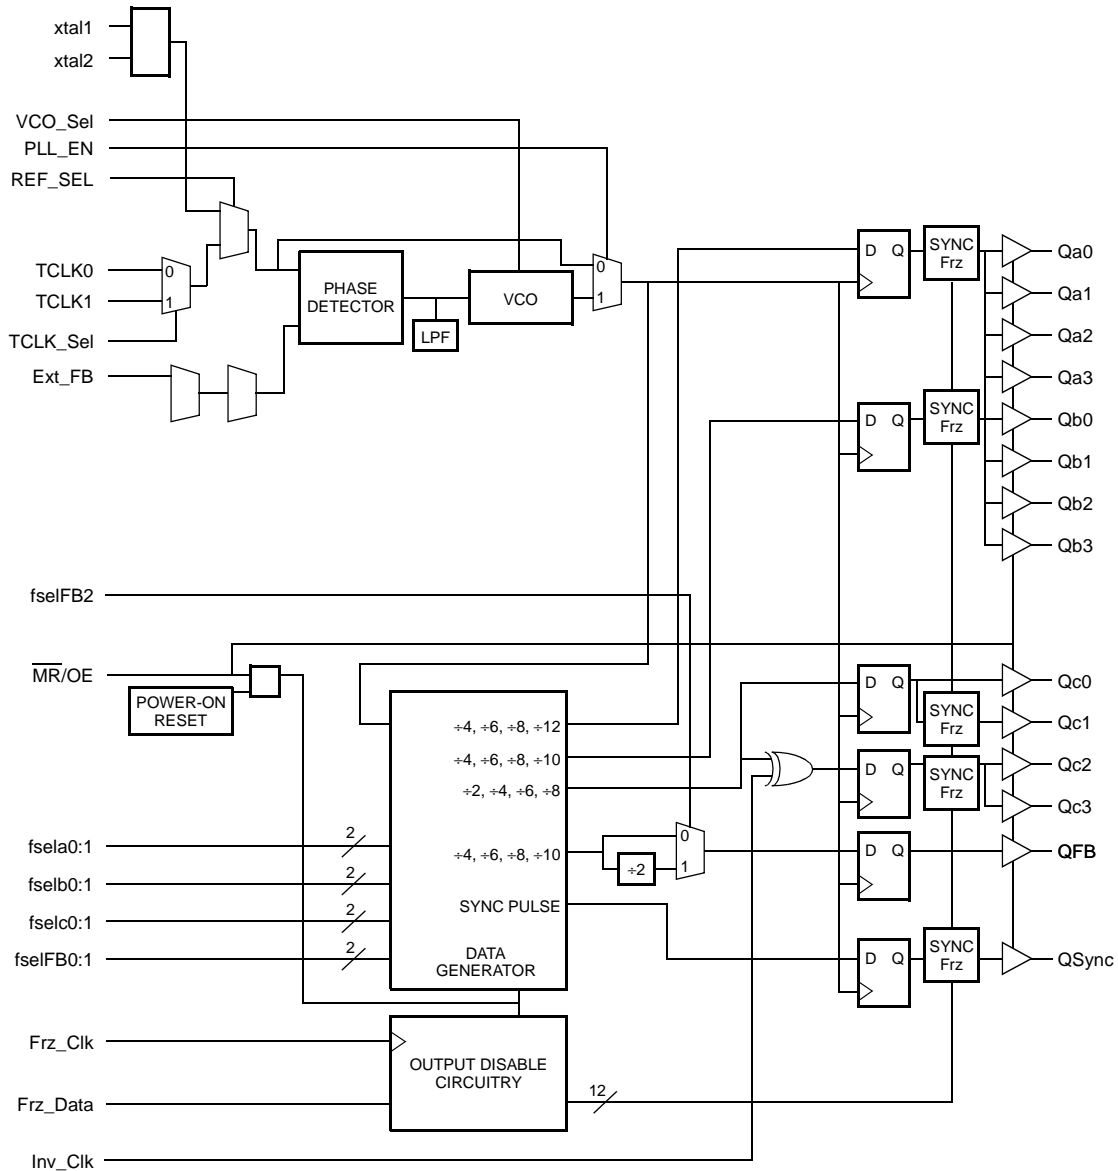 xtal1
xtal2
VCO_Sel
PLL_EN
REF_SEL
TCLK0
TCLK1
TCLK_Sel
Ext_FB
0
1
PHASE
DETECTOR
LPF
VCO
0
1
D Q
SYNC
Frz
Qa0
Qa1
Qa2
Qa3
D Q
SYNC
Frz
Qb0
Qb1
Qb2
Qb3
fselFB2
MR/OE
POWER-ON
RESET
÷4, ÷6, ÷8, ÷12
÷4, ÷6, ÷8, ÷10
÷2, ÷4, ÷6, ÷8
÷4, ÷6, ÷8, ÷10
SYNC PULSE
DATA
GENERATOR
÷2
0
1
D Q
SYNC
Frz
Qc0
Qc1
D Q
SYNC
Frz
Qc2
Qc3
D Q
QFB
D Q
SYNC
Frz
QSync
fsela0:1
2
fselb0:1
2
fselc0:1
2
fselFB0:1
2
Frz_Clk
Frz_Data
OUTPUT DISABLE
CIRCUITRY
12
Inv_Clk